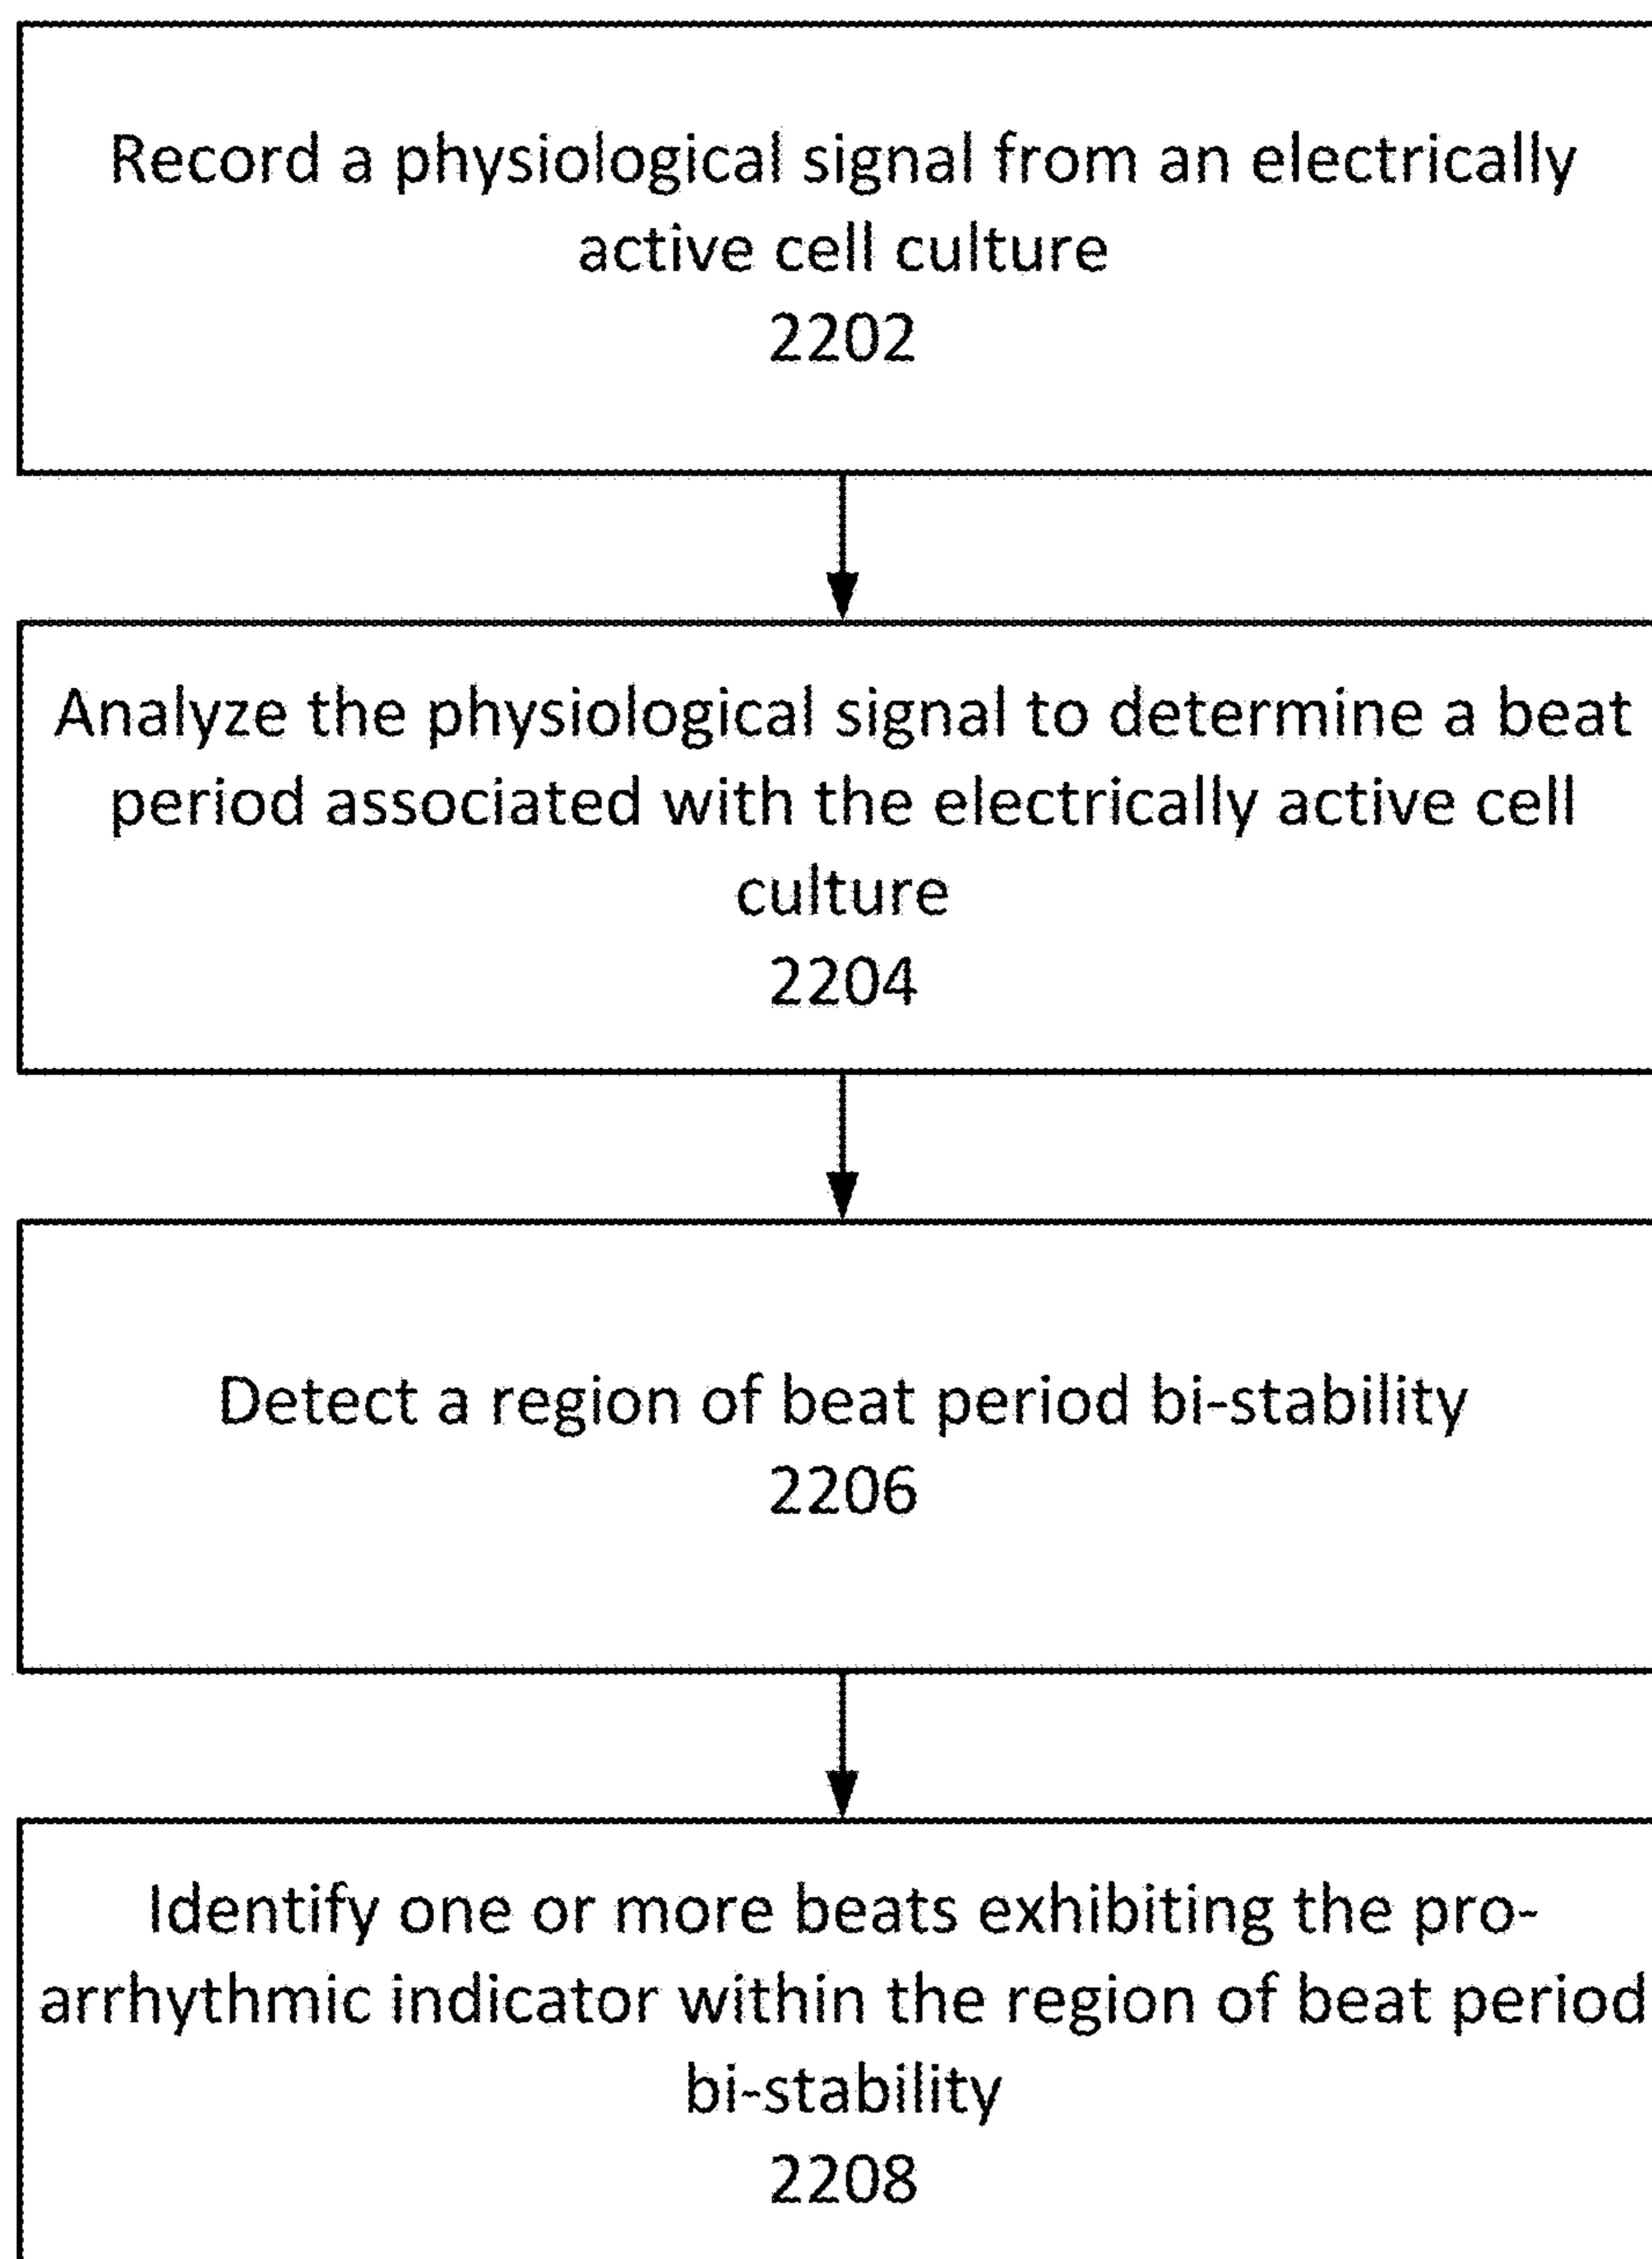 Record a physiological signal from an electrically
active cell culture
2202
Analyze the physiological signal to determine a beat
period associated with the electrically active cell
culture
2204
Detect a region of beat period bi-stability
2206
Identify one or more beats exhibiting the pro-
arrhythmic indicator within the region of beat period
bi-stability
2208